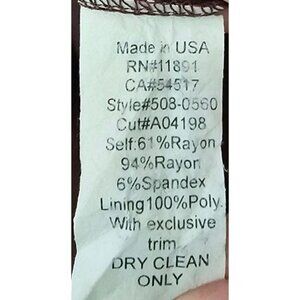 Made in USA
RN#11891
CA#54517
Style#508-0560
Cut#A04198
Self:61%Rayon
94%Rayon
6%Spandex
Lining100%Poly.
With exclusive
trim
DRY CLEAN
ONLY